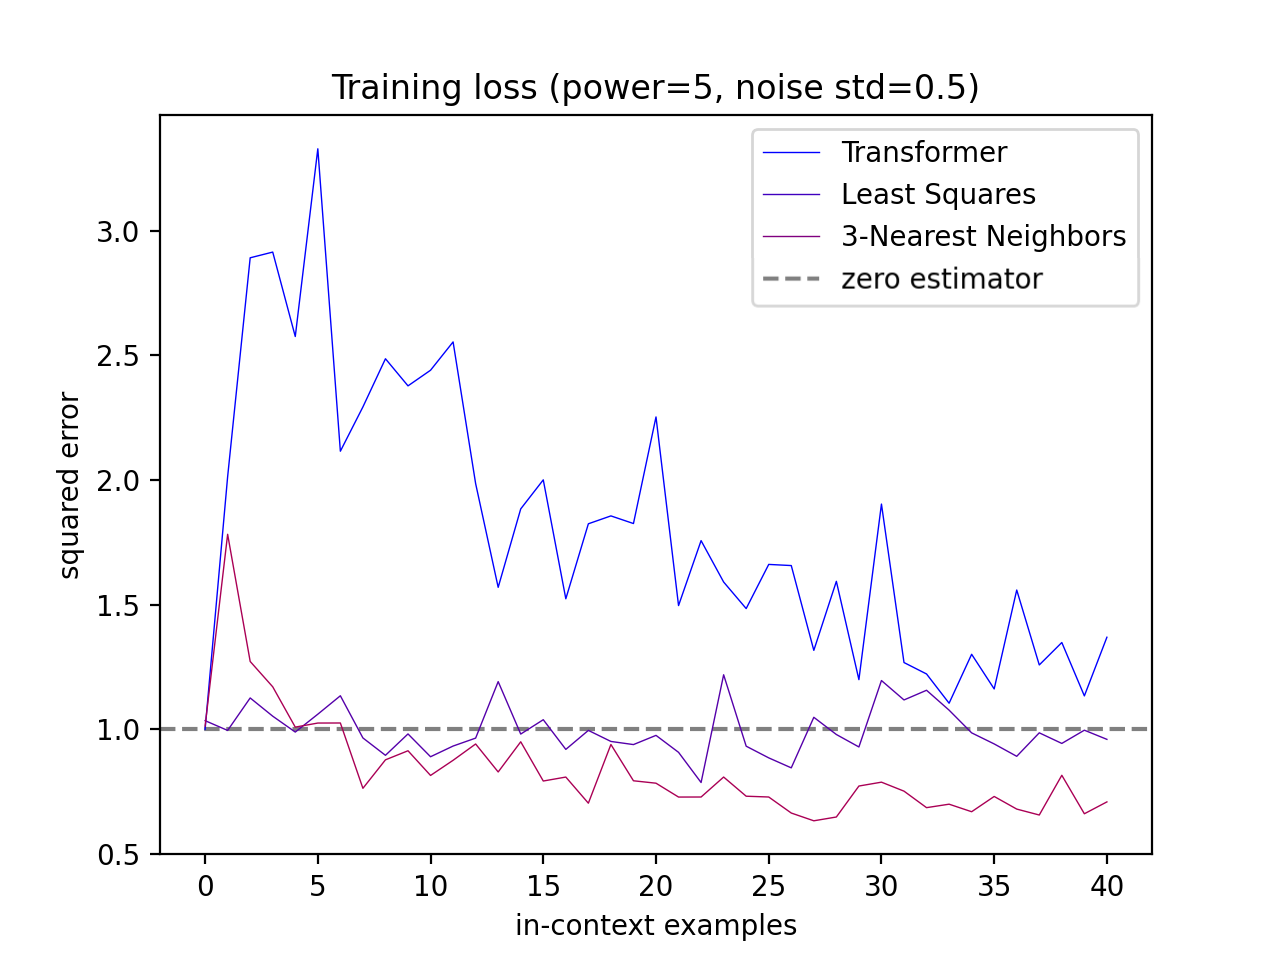 Training loss (power=5, noise std=0.5)
Transformer
Least Squares
3-Nearest Neighbors
zero estimator
squared error
3.0
2.5
2.0
1.5
1.0
0.5
0 5 10 15 20 25 30 35 40
in-context examples